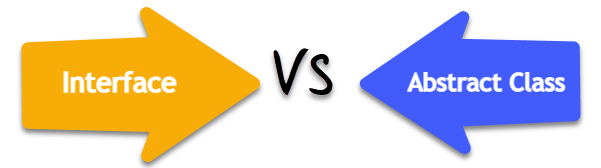 Interface VS Abstract Class